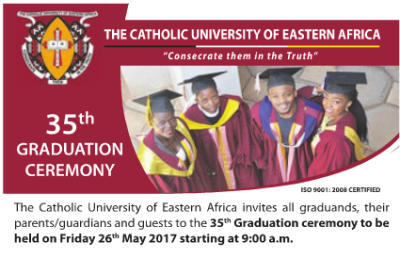 THE CATHOLIC UNIVERSITY OF EASTERN AFRICA
"Consecrate them in the Truth"
35th
GRADUATION
CEREMONY
ISO 9001: 2008 CERTIFIED
The Catholic University of Eastern Africa invites all graduands, their
parents/guardians and guests to the 35th Graduation ceremony to be
held on Friday 26th May 2017 starting at 9:00 a.m.